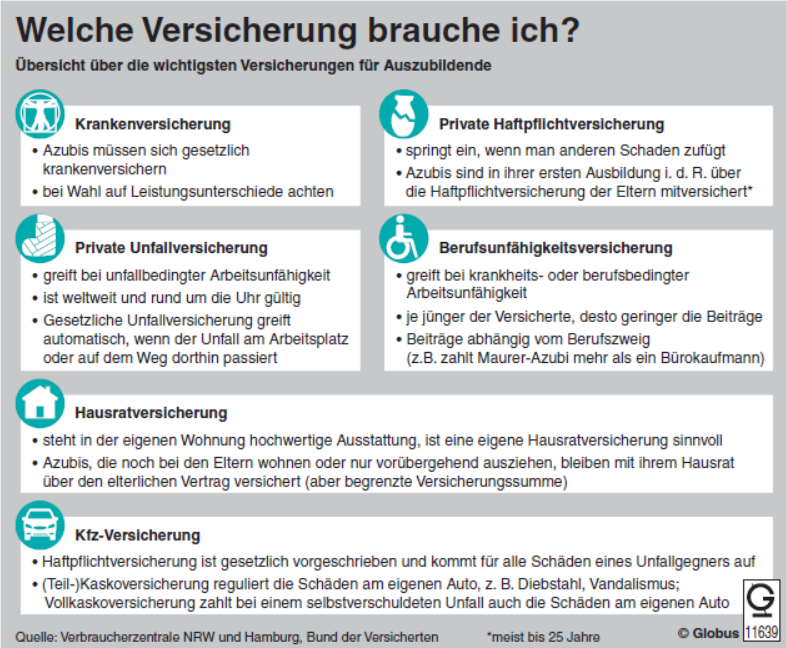 Welche Versicherung brauche ich?
Übersicht über die wichtigsten Versicherungen für Auszubildende
Krankenversicherung
• Azubis müssen sich gesetzlich
krankenversichern
• bei Wahl auf Leistungsunterschiede achten
Private Haftpflichtversicherung
• springt ein, wenn man anderen Schaden zufügt
• Azubis sind in ihrer ersten Ausbildung i. d. R. über
die Haftpflichtversicherung der Eltern mitversichert*
Private Unfallversicherung
• greift bei unfallbedingter Arbeitsunfähigkeit
• ist weltweit und rund um die Uhr gültig
• Gesetzliche Unfallversicherung greift
automatisch, wenn der Unfall am Arbeitsplatz
oder auf dem Weg dorthin passiert
Berufsunfähigkeitsversicherung
• greift bei krankheits- oder berufsbedingter
Arbeitsunfähigkeit
• je jünger der Versicherte, desto geringer die Beiträge
• Beiträge abhängig vom Berufszweig
(z.B. zahlt Maurer-Azubi mehr als ein Bürokaufmann)
Hausratversicherung
• steht in der eigenen Wohnung hochwertige Ausstattung, ist eine eigene Hausratversicherung sinnvoll
• Azubis, die noch bei den Eltern wohnen oder nur vorübergehend ausziehen, bleiben mit ihrem Hausrat
über den elterlichen Vertrag versichert (aber begrenzte Versicherungssumme)
Kfz-Versicherung
• Haftpflichtversicherung ist gesetzlich vorgeschrieben und kommt für alle Schäden eines Unfallgegners auf
• (Teil-)Kaskoversicherung reguliert die Schäden am eigenen Auto, z. B. Diebstahl, Vandalismus;
Vollkaskoversicherung zahlt bei einem selbstverschuldeten Unfall auch die Schäden am eigenen Auto
Quelle: Verbraucherzentrale NRW und Hamburg, Bund der Versicherten
*meist bis 25 Jahre
© Globus
11639